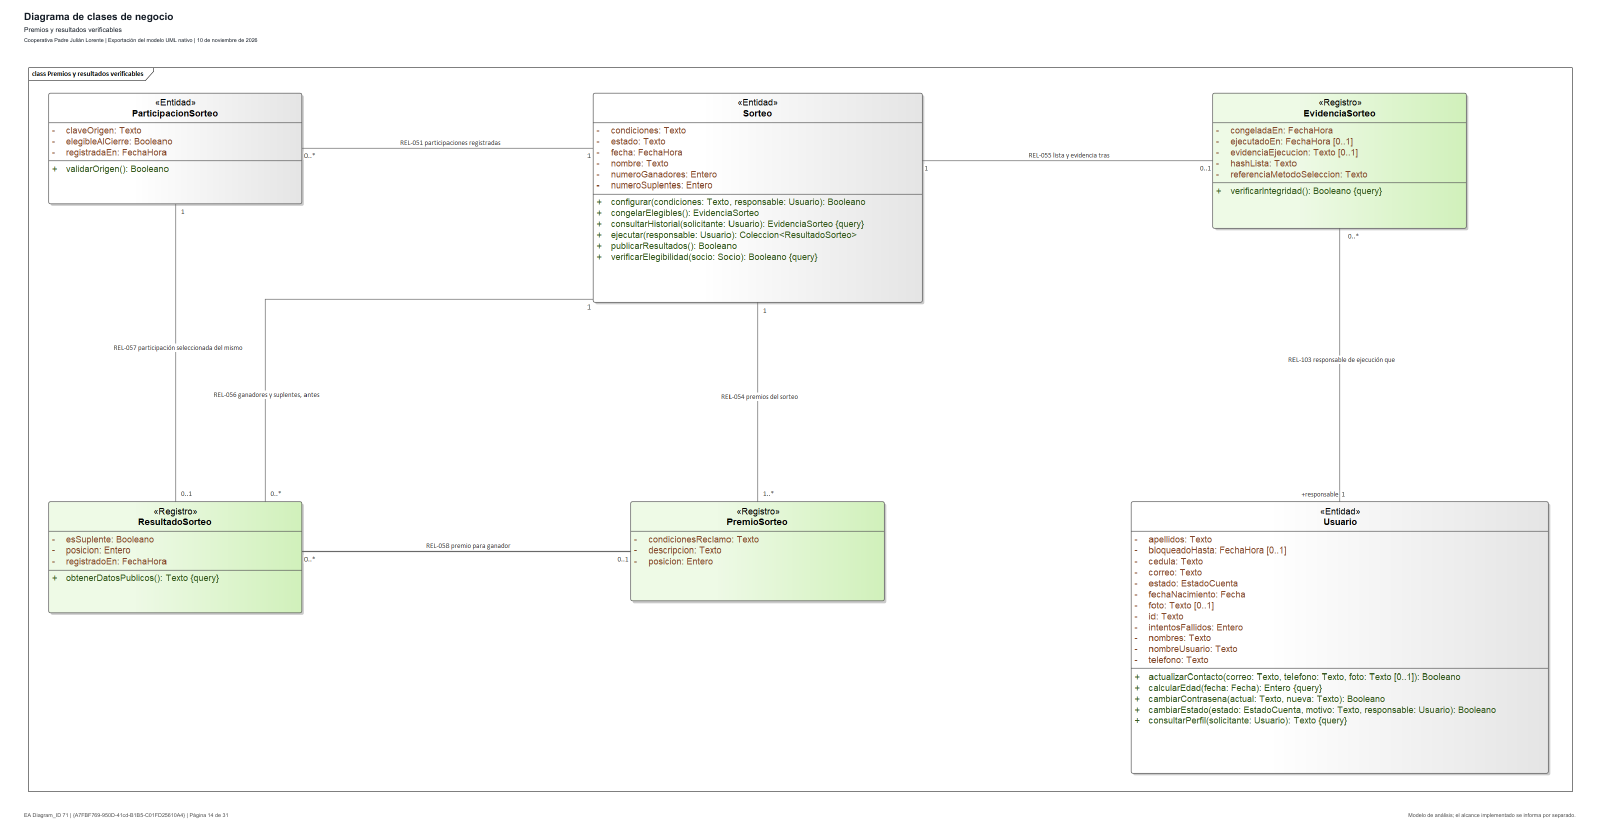 Diagrama de clases de negocio
Premios y resultados verificables
Cooperativa Padre Julián Lorente | Exportación del modelo UML nativo | 10 de noviembre de 2026
class Premios y resultados verificables
«Entidad»
ParticipacionSorteo
- claveOrigen: Texto
- elegibleAlCierre: Booleano
- registradaEn: FechaHora
+ validarOrigen(): Booleano
0..*
REL-051 participaciones registradas
1
«Entidad»
Sorteo
- condiciones: Texto
- estado: Texto
- fecha: FechaHora
- nombre: Texto
- numeroGanadores: Entero
- numeroSuplentes: Entero
+ configurar(condiciones: Texto, responsable: Usuario): Booleano
+ congelarElegibles(): EvidenciaSorteo
+ consultarHistorial(solicitante: Usuario): EvidenciaSorteo {query}
+ ejecutar(responsable: Usuario): Coleccion<ResultadoSorteo>
+ publicarResultados(): Booleano
+ verificarElegibilidad(socio: Socio): Booleano {query}
1
REL-055 lista y evidencia tras
0..1
«Registro»
EvidenciaSorteo
- congeladaEn: FechaHora
- ejecutadoEn: FechaHora [0..1]
- evidenciaEjecucion: Texto [0..1]
- hashLista: Texto
- referenciaMetodoSeleccion: Texto
+ verificarIntegridad(): Booleano {query}
1
REL-057 participación seleccionada del mismo
0..1
1
REL-056 ganadores y suplentes, antes
0..*
1
REL-054 premios del sorteo
1..*
0..*
REL-103 responsable de ejecución que
+responsable 1
«Registro»
ResultadoSorteo
- esSuplente: Booleano
- posicion: Entero
- registradoEn: FechaHora
+ obtenerDatosPublicos(): Texto {query}
0..*
REL-058 premio para ganador
0..1
«Registro»
PremioSorteo
- condicionesReclamo: Texto
- descripcion: Texto
- posicion: Entero
«Entidad»
Usuario
- apellidos: Texto
- bloqueadoHasta: FechaHora [0..1]
- cedula: Texto
- correo: Texto
- estado: EstadoCuenta
- fechaNacimiento: Fecha
- foto: Texto [0..1]
- id: Texto
- intentosFallidos: Entero
- nombres: Texto
- nombreUsuario: Texto
- telefono: Texto
+ actualizarContacto(correo: Texto, telefono: Texto, foto: Texto [0..1]): Booleano
+ calcularEdad(fecha: Fecha): Entero {query}
+ cambiarContrasena(actual: Texto, nueva: Texto): Booleano
+ cambiarEstado(estado: EstadoCuenta, motivo: Texto, responsable: Usuario): Booleano
+ consultarPerfil(solicitante: Usuario): Texto {query}
EA Diagram_ID 71 | {A7FBF769-950D-41cd-B1B5-C01FD25610A4} | Página 14 de 31
Modelo de análisis; el alcance implementado se informa por separado.